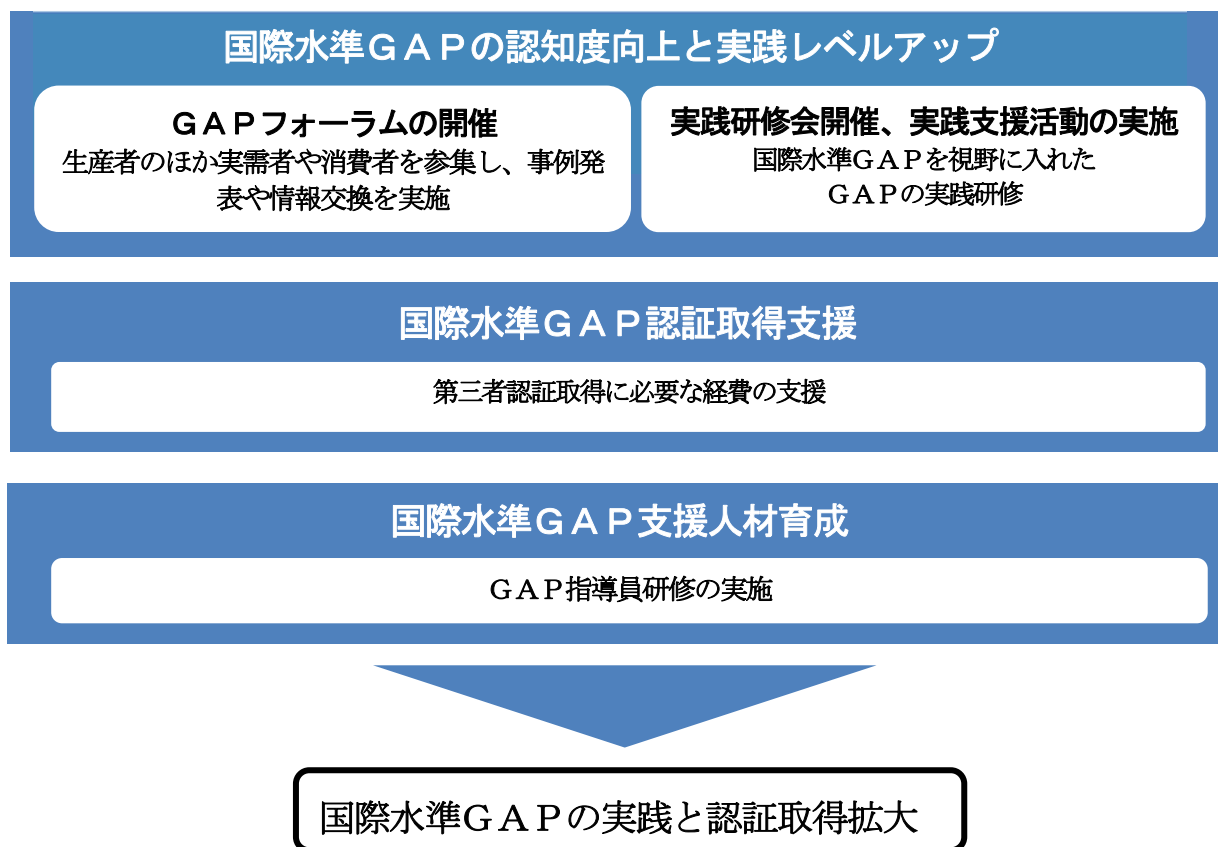 国際水準ＧＡＰの認知度向上と実践レベルアップ
ＧＡＰフォーラムの開催
生産者のほか実需者や消費者を参集し、事例発
表や情報交換を実施
実践研修会開催、実践支援活動の実施
国際水準ＧＡＰを視野に入れた
ＧＡＰの実践研修
国際水準ＧＡＰ認証取得支援
第三者認証取得に必要な経費の支援
国際水準ＧＡＰ支援人材育成
ＧＡＰ指導員研修の実施
国際水準ＧＡＰの実践と認証取得拡大